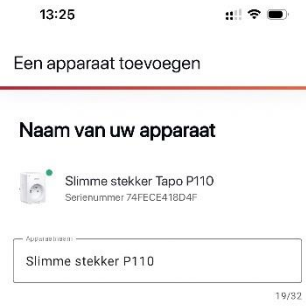 13:25
Een apparaat toevoegen
Naam van uw apparaat
Slimme stekker Tapo P110
Serienummer 74FECE418D4F
Apparaatnaam
Slimme stekker P110
19/32